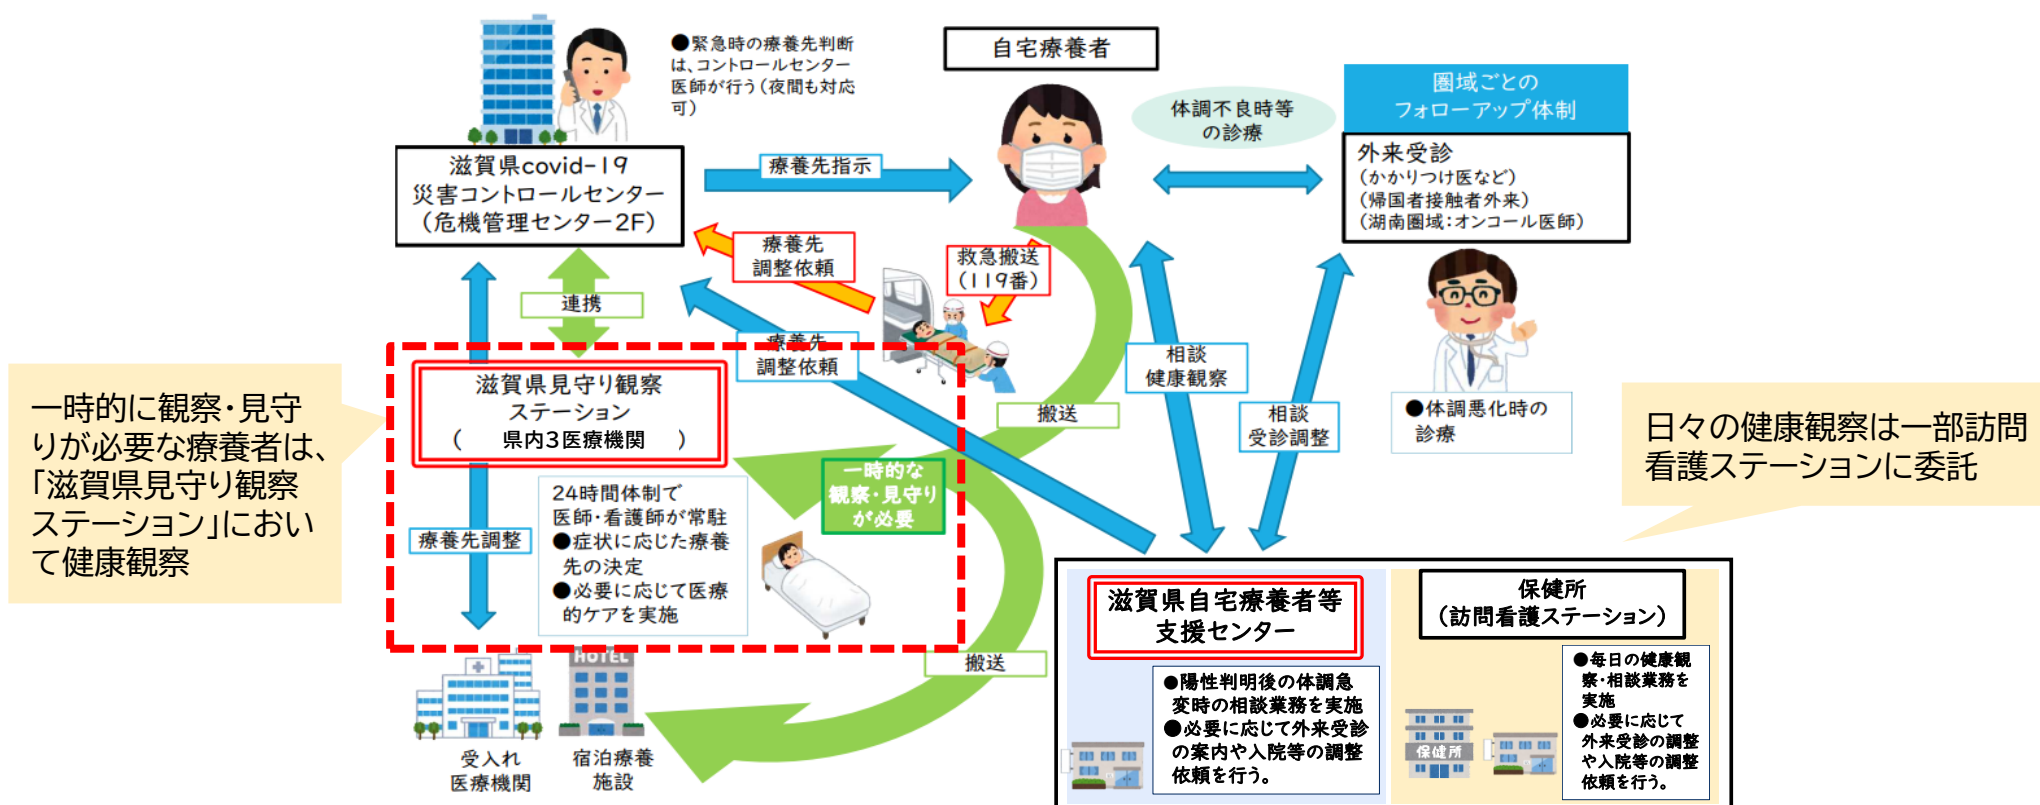 ●緊急時の療養先判断
は、コントロールセンター
医師が行う(夜間も対応
可)
自宅療養者
体調不良時等
の診療
圏域ごとの
フォローアップ体制
外来受診
(かかりつけ医など)
(帰国者接触者外来)
(湖南圏域:オンコール医師)
滋賀県covid-19
災害コントロールセンター
(危機管理センター2F)
療養先指示
療養先
調整依頼
救急搬送
(119番)
連携
療養先
調整依頼
相談
健康観察
相談
受診調整
●体調悪化時の
診療
搬送
一時的に観察・見守
りが必要な療養者は、
「滋賀県見守り観察
ステーション」におい
て健康観察
滋賀県見守り観察
ステーション
( 県内3医療機関 )
一時的な
観察・見守り
が必要
日々の健康観察は一部訪問
看護ステーションに委託
療養先調整
24時間体制で
医師・看護師が常駐
●症状に応じた療養
先の決定
●必要に応じて医療
的ケアを実施
搬送
HOTEL
受入れ
医療機関
宿泊療養
施設
滋賀県自宅療養者等
支援センター
●陽性判明後の体調急
変時の相談業務を実施
●必要に応じて外来受診
の案内や入院等の調整
依頼を行う。
保健所
(訪問看護ステーション)
●毎日の健康観
察・相談業務を
実施
●必要に応じて
外来受診の調整
や入院等の調整
依頼を行う。
保健所